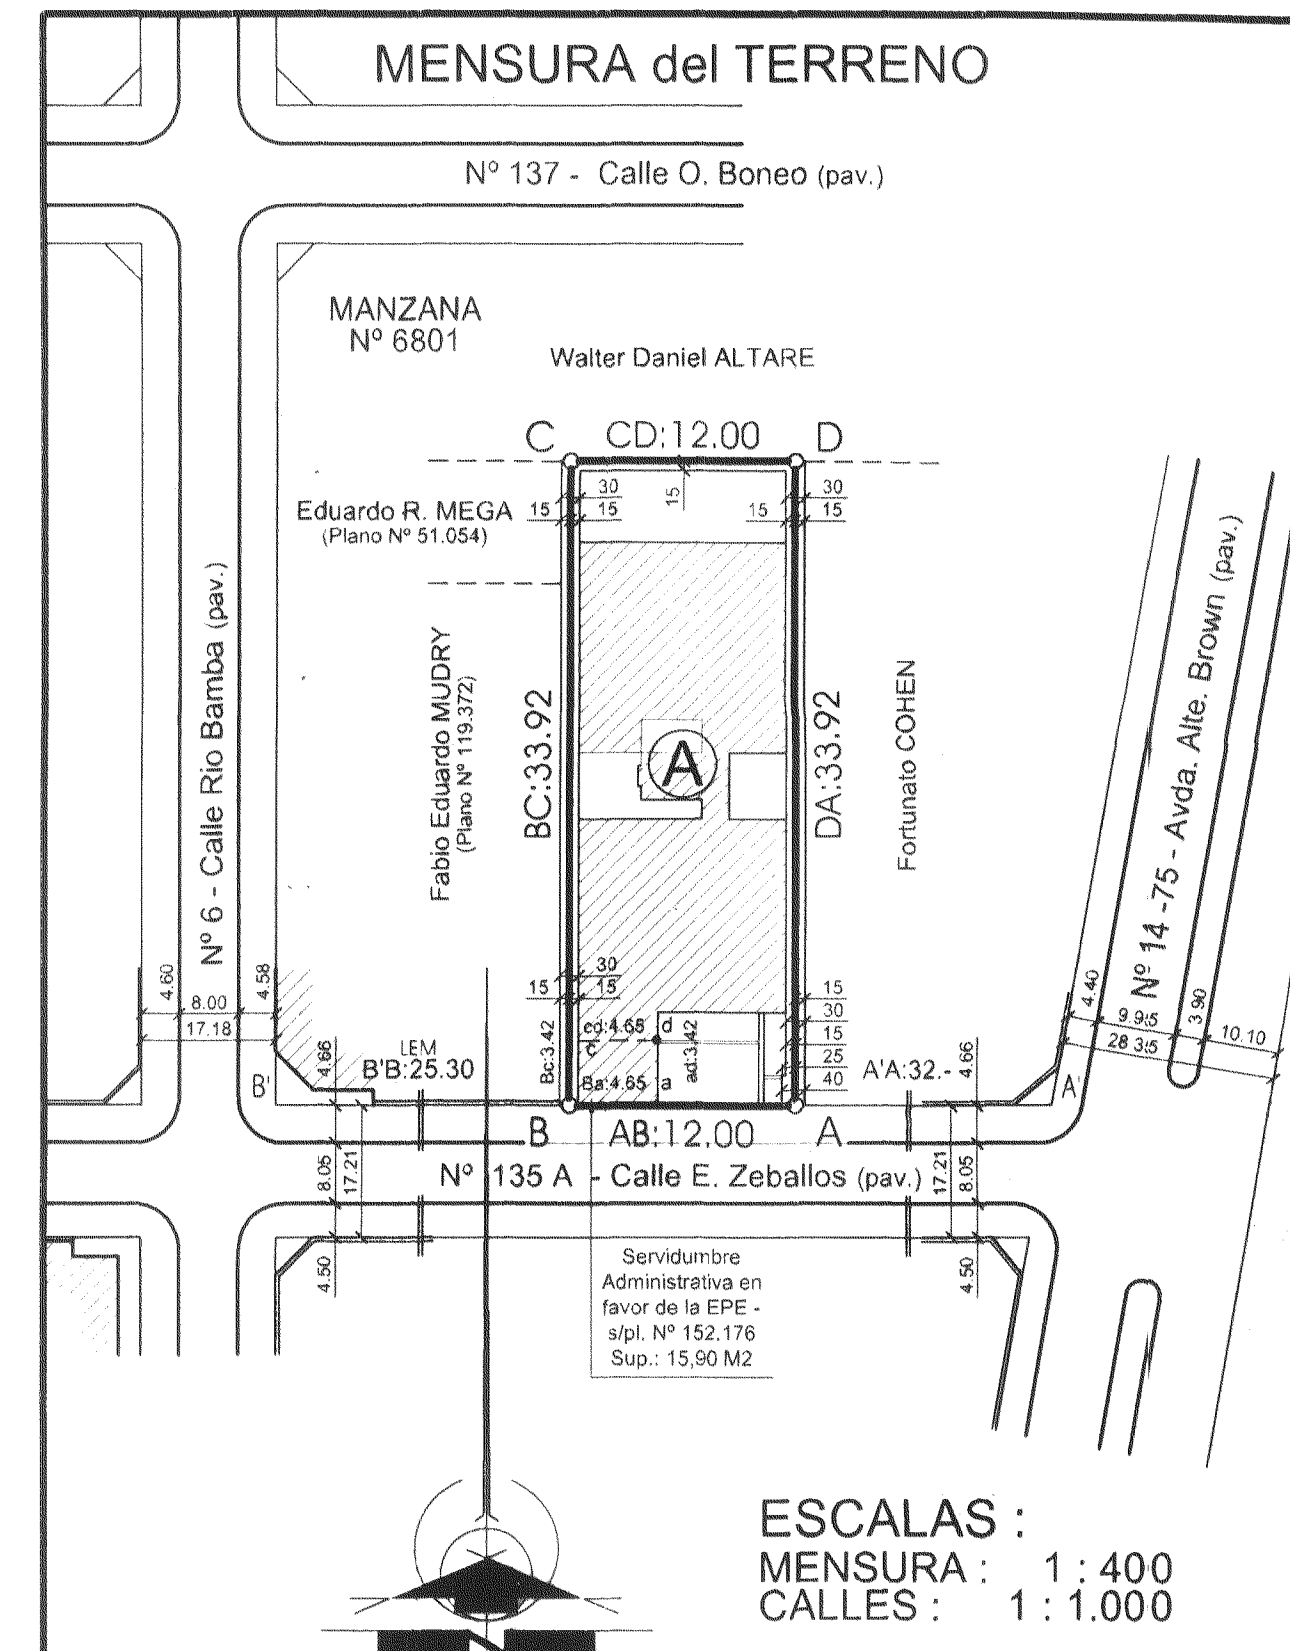 MENSURA del TERRENO
Nº 137 - Calle O. Boneo (pav.)
MANZANA
Nº 6801
Walter Daniel ALTARE
C
CD:12.00
D
30
15
15
15
15
30
15
Eduardo R. MEGA
(Plano Nº 51.054)
Nº 6 - Calle Rio Bamba (pav.)
Fabio Eduardo MUDRY
(Plano Nº 119.372)
BC:33.92
A
DA:33.92
Fortunato COHEN
Nº 14 -75 - Avda. Alte. Brown (pav.)
4.60
8.00
4.58
17.18
30
15
15
15
30
15
25
40
4.40
9.95
3.90
10.10
28.35
Bc:3.42
cd:4.65
d
c
ad:3.42
Ba:4.65
a
4.66
LEM
B'B:25.30
B'
A'A:32.-
4.66
A'
B
AB:12.00
A
8.05
17.21
Nº 135 A - Calle E. Zeballos (pav.)
17.21
8.05
4.50
4.50
Servidumbre
Administrativa en
favor de la EPE -
s/pl. Nº 152.176
Sup.: 15,90 M2
ESCALAS :
MENSURA : 1 : 400
CALLES : 1 : 1.000